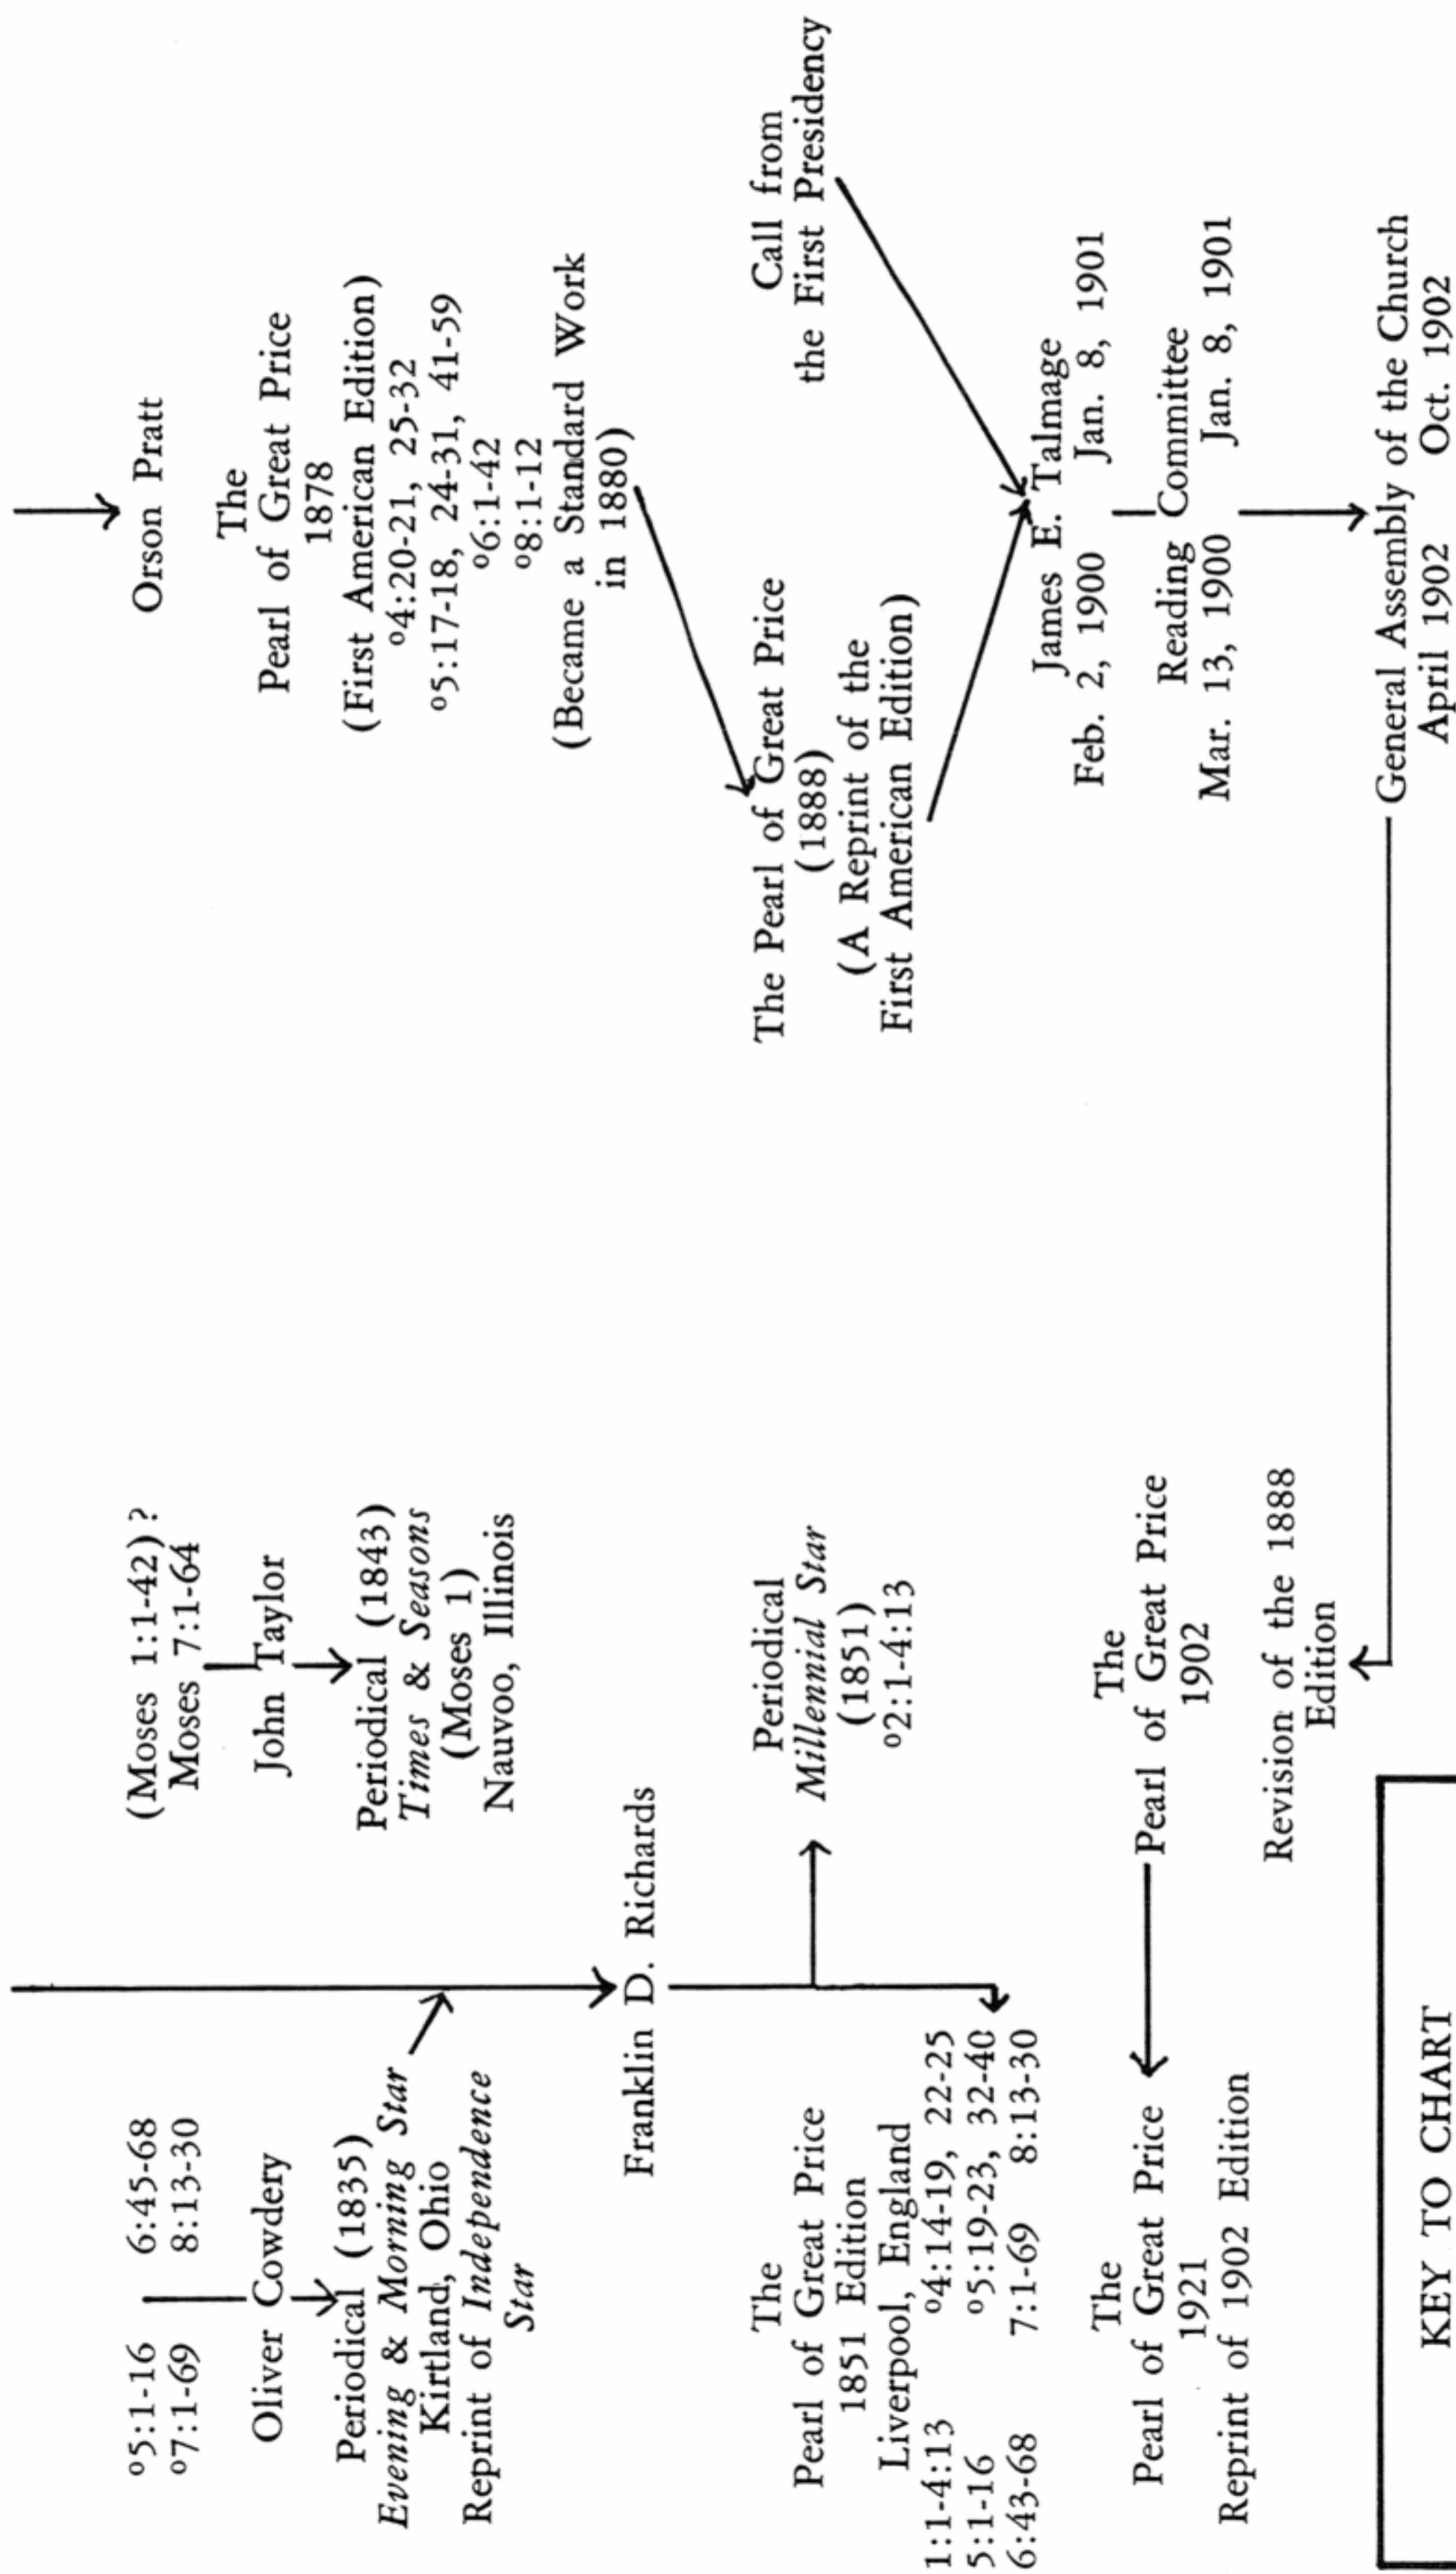 º5:1-16 6:45-68
º7:1-69 8:13-30
Oliver Cowdery
Periodical (1835)
Evening & Morning Star
Kirtland, Ohio
Reprint of Independence
Star
(Moses 1:1-42)?
Moses 7:1-64
John Taylor
Periodical (1843)
Times & Seasons
(Moses 1)
Nauvoo, Illinois
Orson Pratt
The
Pearl of Great Price
1878
(First American Edition)
º4:20-21, 25-32
º5:17-18, 24-31, 41-59
º6:1-42
º8:1-12
(Became a Standard Work
in 1880)
Franklin D. Richards
The
Pearl of Great Price
1851 Edition
Liverpool, England
1:1-4:13 º4:14-19, 22-25
5:1-16 º5:19-23, 32-40
6:43-68 7:1-69 8:13-30
Periodical
Millennial Star
(1851)
º2:1-4:13
The Pearl of Great Price
(1888)
(A Reprint of the
First American Edition)
Call from
the First Presidency
James E. Talmage
Feb. 2, 1900 Jan. 8, 1901
Reading Committee
Mar. 13, 1900 Jan. 8, 1901
General Assembly of the Church
April 1902 Oct. 1902
The
Pearl of Great Price
1902
Revision of the 1888
Edition
The
Pearl of Great Price
1921
Reprint of 1902 Edition
KEY TO CHART